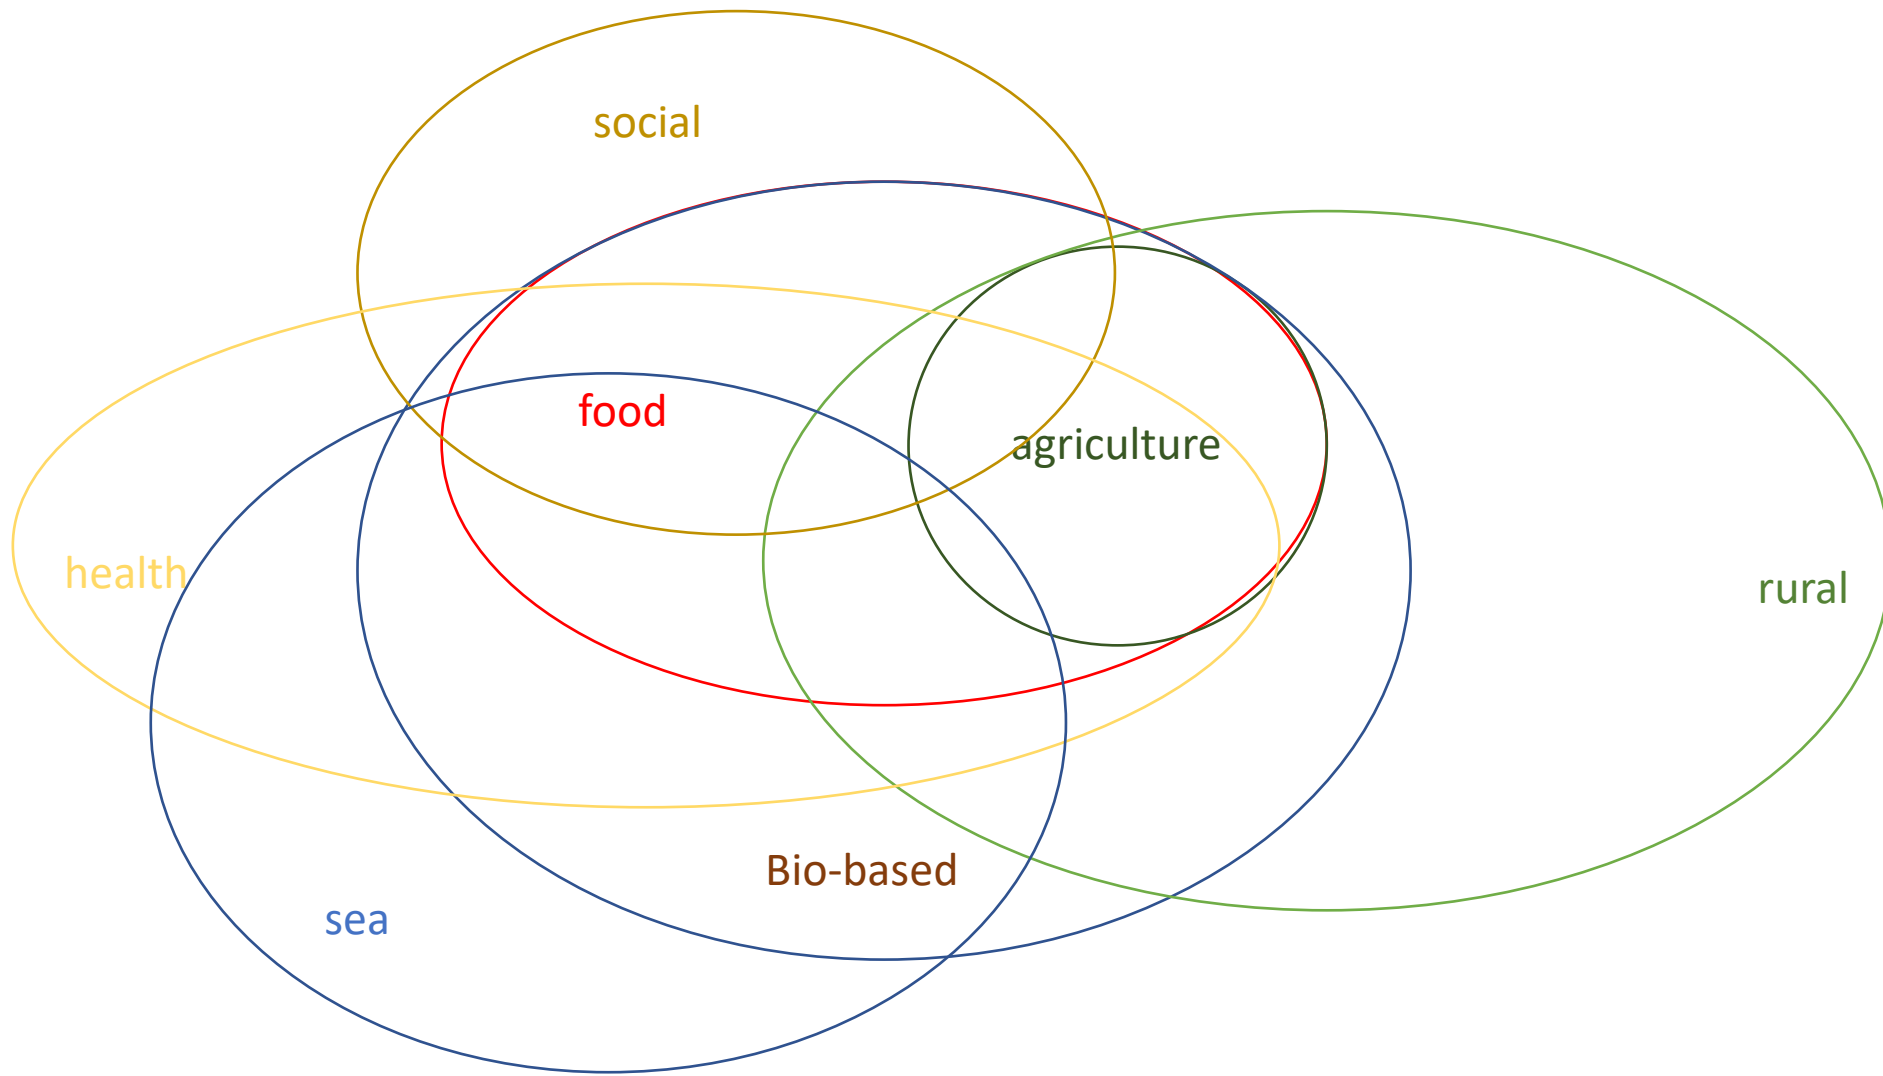 social
food
agriculture
health
rural
Bio-based
sea